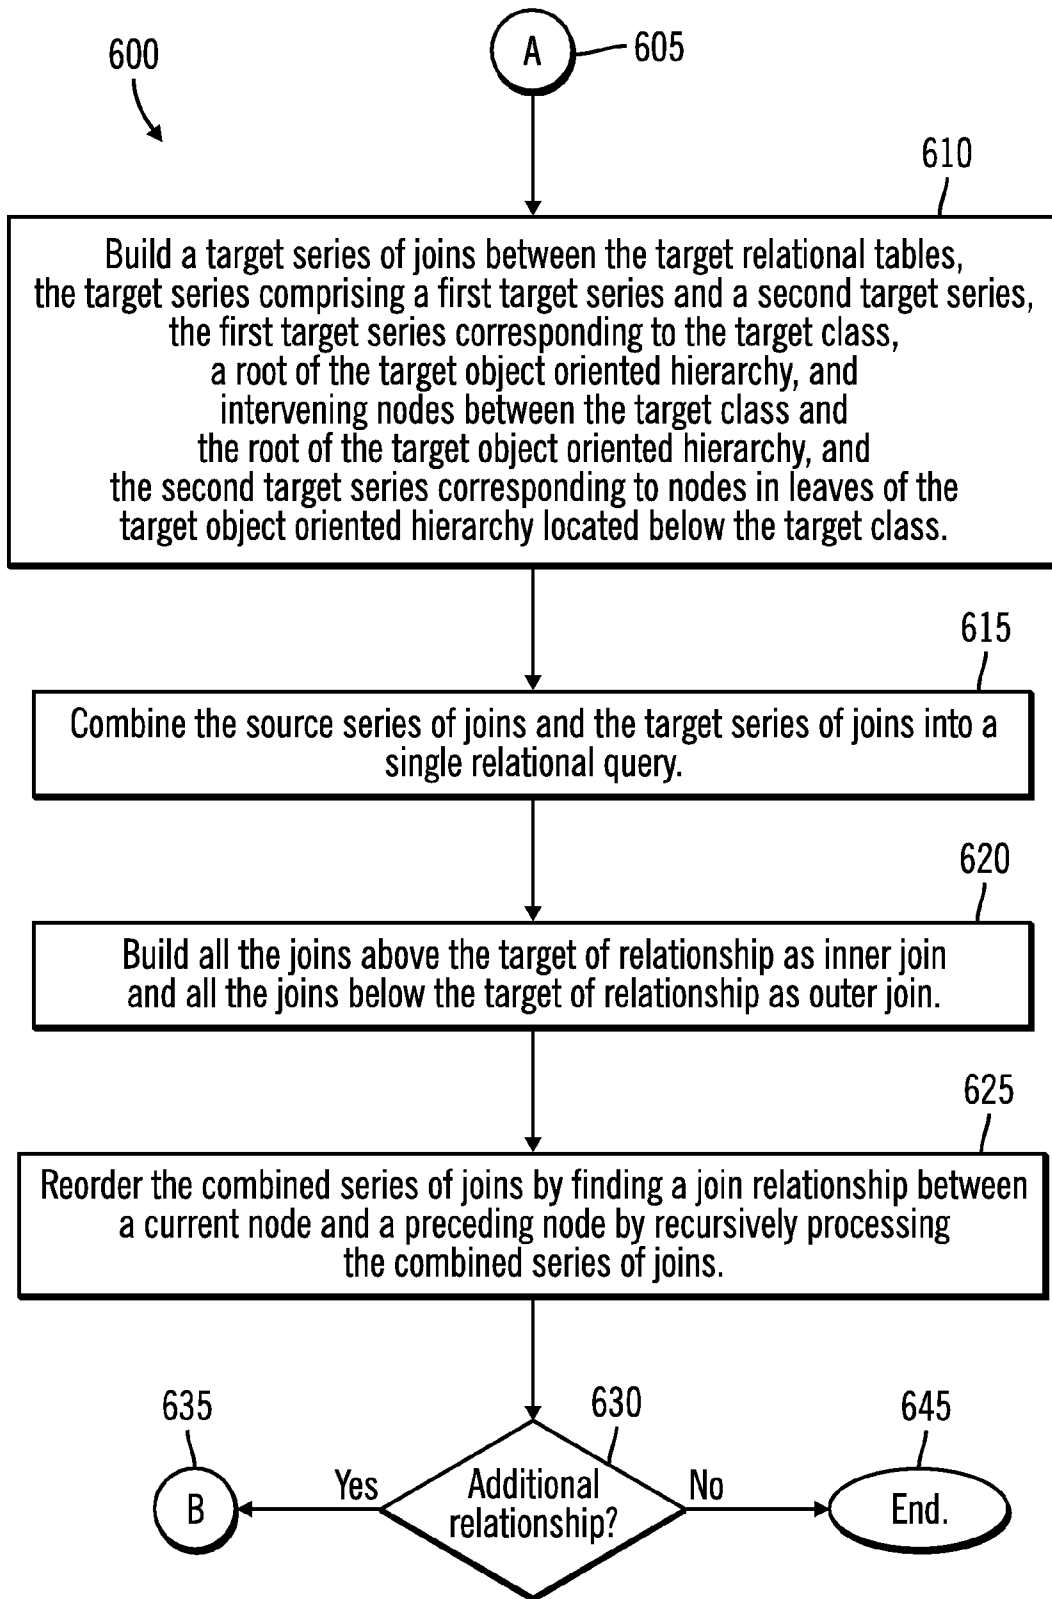 600
A
605
610
Build a target series of joins between the target relational tables,
the target series comprising a first target series and a second target series,
the first target series corresponding to the target class,
a root of the target object oriented hierarchy, and
intervening nodes between the target class and
the root of the target object oriented hierarchy, and
the second target series corresponding to nodes in leaves of the
target object oriented hierarchy located below the target class.
615
Combine the source series of joins and the target series of joins into a
single relational query.
620
Build all the joins above the target of relationship as inner join
and all the joins below the target of relationship as outer join.
625
Reorder the combined series of joins by finding a join relationship between
a current node and a preceding node by recursively processing
the combined series of joins.
635
630
645
B
Yes
Additional
relationship?
No
End.